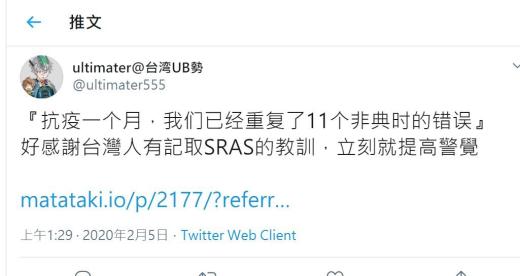 推文
ultimater@台湾UB勢
@ultimater555
『抗疫一个月，我们已经重复了11个非典时的错误』
好感謝台灣人有記取SRAS的教訓，立刻就提高警覺
matataki.io/p/2177/?referr...
上午1:29 · 2020年2月5日 · Twitter Web Client